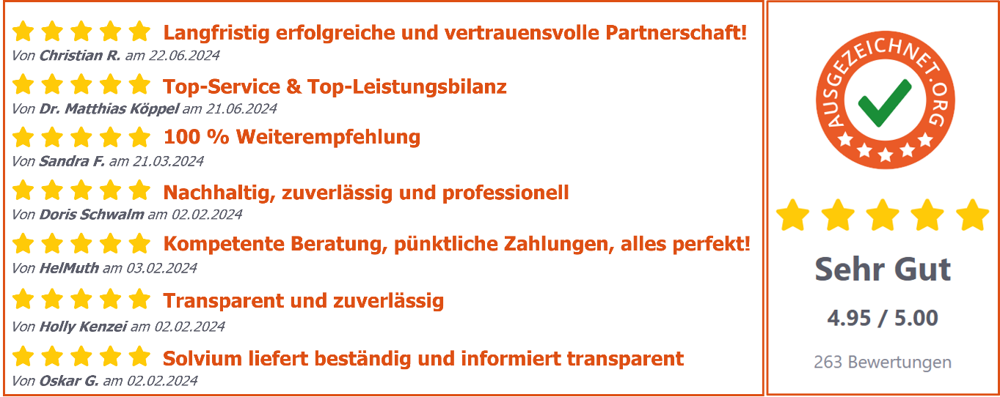 Langfristig erfolgreiche und vertrauensvolle Partnerschaft!
Von Christian R. am 22.06.2024
Top-Service & Top-Leistungsbilanz
Von Dr. Matthias Köppel am 21.06.2024
100 % Weiterempfehlung
Von Sandra F. am 21.03.2024
Nachhaltig, zuverlässig und professionell
Von Doris Schwalm am 02.02.2024
Kompetente Beratung, pünktliche Zahlungen, alles perfekt!
Von HelMuth am 03.02.2024
Transparent und zuverlässig
Von Holly Kenzei am 02.02.2024
Solvium liefert beständig und informiert transparent
Von Oskar G. am 02.02.2024
AUSGEZEICHNET.ORG
Sehr Gut
4.95 / 5.00
263 Bewertungen